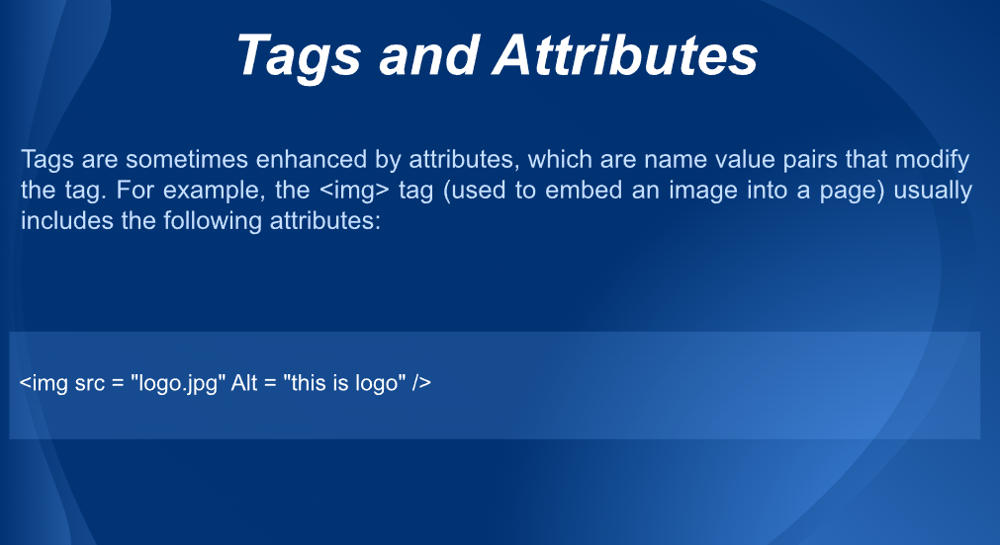 Tags and Attributes
Tags are sometimes enhanced by attributes, which are name value pairs that modify
the tag. For example, the <img> tag (used to embed an image into a page) usually
includes the following attributes:
<img src = "logo.jpg" Alt = "this is logo" />